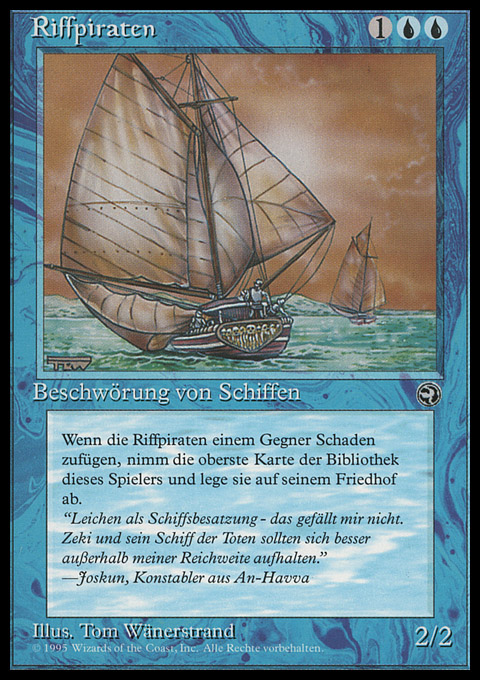 Riffpiraten
1
TEW
Beschwörung von Schiffen
Wenn die Riffpiraten einem Gegner Schaden
zufügen, nimm die oberste Karte der Bibliothek
dieses Spielers und lege sie auf seinem Friedhof
ab.
“Leichen als Schiffsbesatzung - das gefällt mir nicht.
Zeki und sein Schiff der Toten sollten sich besser
außerhalb meiner Reichweite aufhalten.”
—Joskun, Konstabler aus An-Havva
Illus. Tom Wänerstrand
2/2
© 1995 Wizards of the Coast, Inc. Alle Rechte vorbehalten.